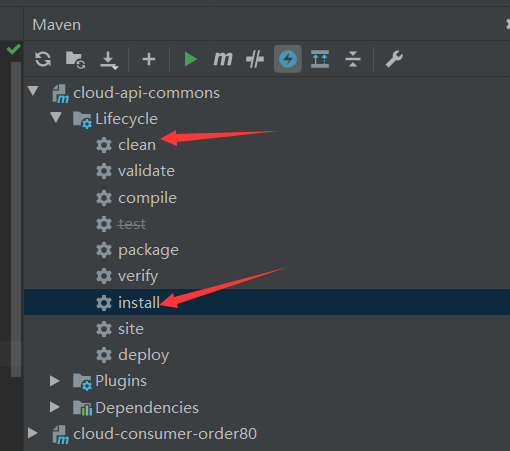 Maven
m
cloud-api-commons
Lifecycle
clean
validate
compile
test
package
verify
install
site
deploy
Plugins
Dependencies
cloud-consumer-order80